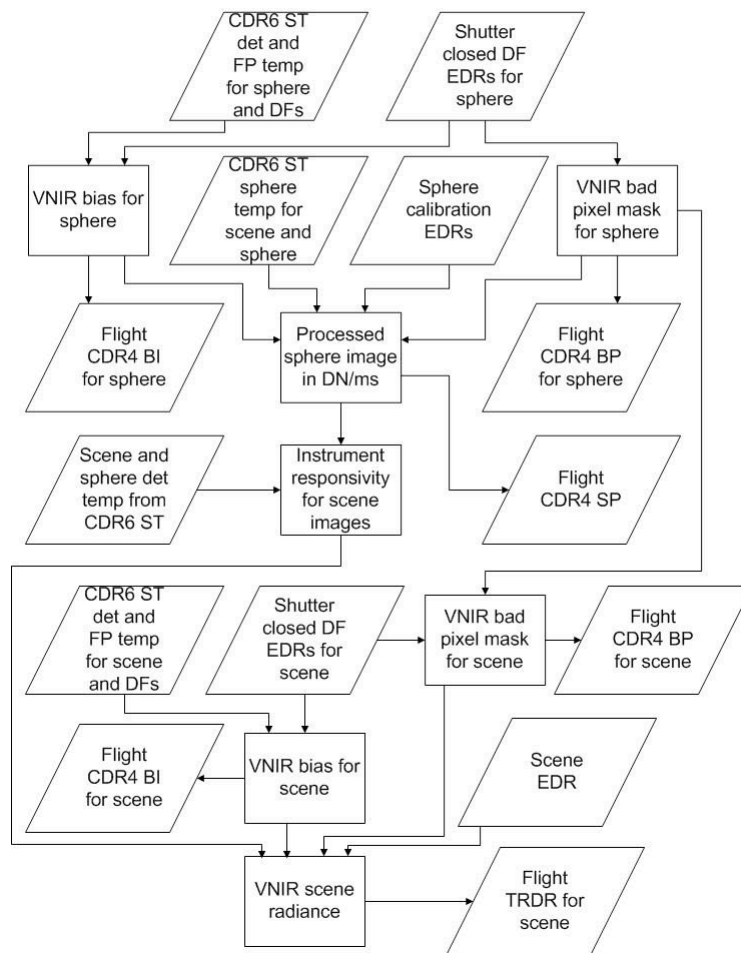 CDR6 ST
det and
FP temp
for sphere
and DFs
Shutter
closed DF
EDRs for
sphere
VNIR bias for
sphere
CDR6 ST
sphere
temp for
scene and
sphere
Sphere
calibration
EDRs
VNIR bad
pixel mask
for sphere
Flight
CDR4 BI
for sphere
Processed
sphere image
in DN/ms
Flight
CDR4 BP
for sphere
Scene and
sphere det
temp from
CDR6 ST
Instrument
responsivity
for scene
images
Flight
CDR4 SP
CDR6 ST
det and
FP temp
for scene
and DFs
Shutter
closed DF
EDRs for
scene
VNIR bad
pixel mask
for scene
Flight
CDR4 BP
for scene
Flight
CDR4 BI
for scene
VNIR bias for
scene
Scene
EDR
VNIR scene
radiance
Flight
TRDR for
scene